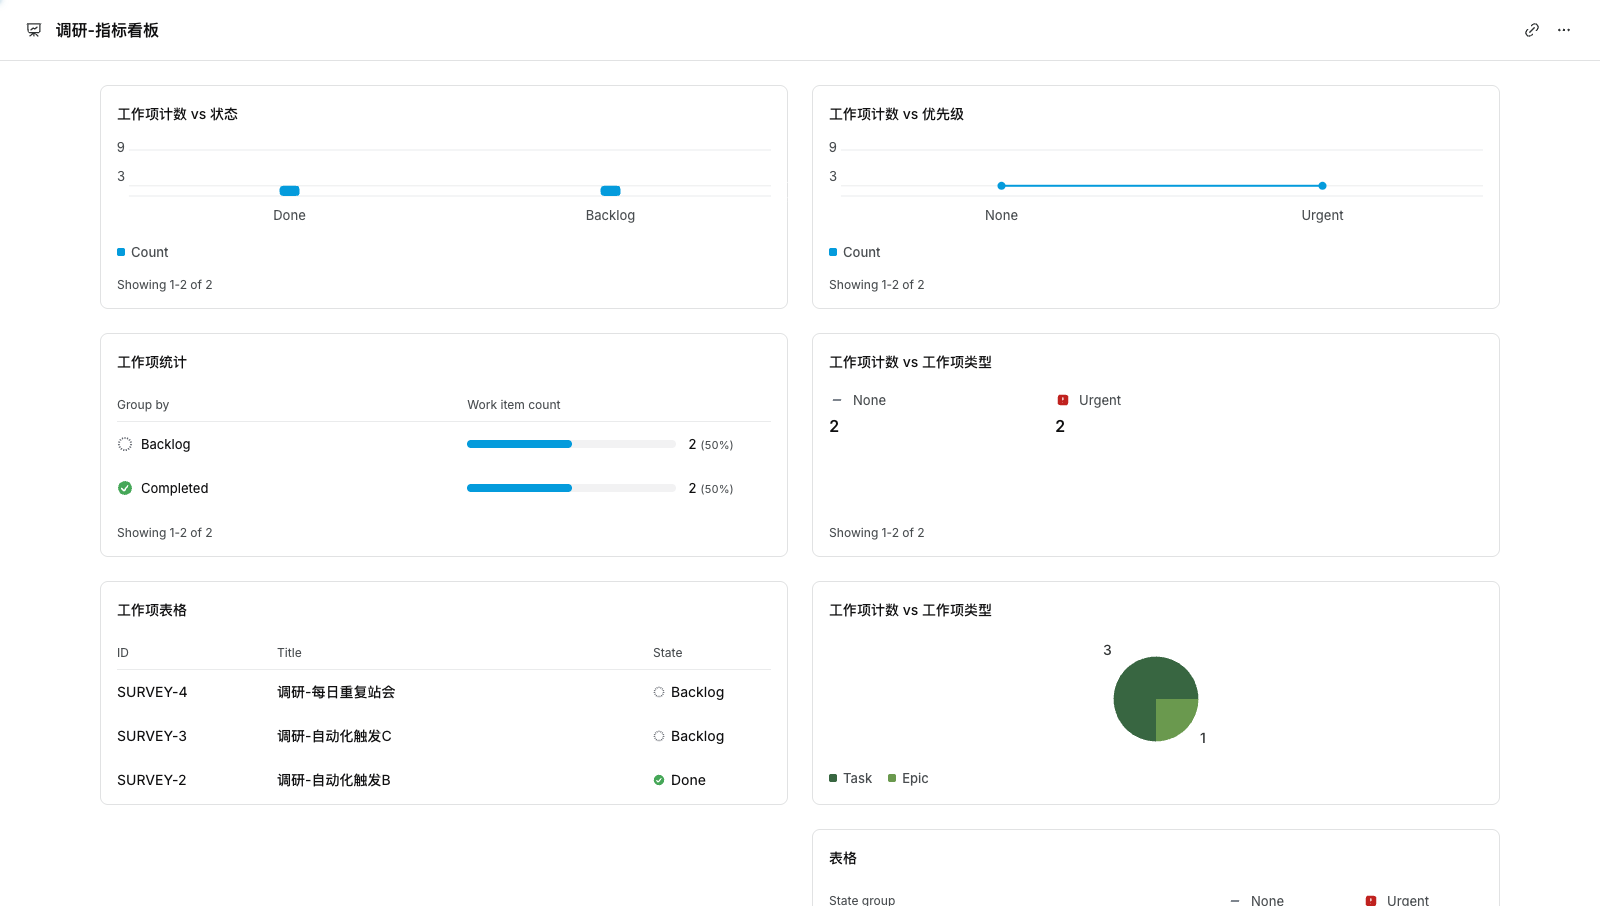 调研-指标看板
工作项计数 vs 状态
9
3
Done
Backlog
Count
Showing 1-2 of 2
工作项计数 vs 优先级
9
3
None
Urgent
Count
Showing 1-2 of 2
工作项统计
Group by
Work item count
Backlog
2 (50%)
Completed
2 (50%)
Showing 1-2 of 2
工作项计数 vs 工作项类型
None
Urgent
2
2
Showing 1-2 of 2
工作项表格
ID
Title
State
SURVEY-4
调研-每日重复站会
Backlog
SURVEY-3
调研-自动化触发C
Backlog
SURVEY-2
调研-自动化触发B
Done
工作项计数 vs 工作项类型
3
1
Task
Epic
表格
State group
None
Urgent